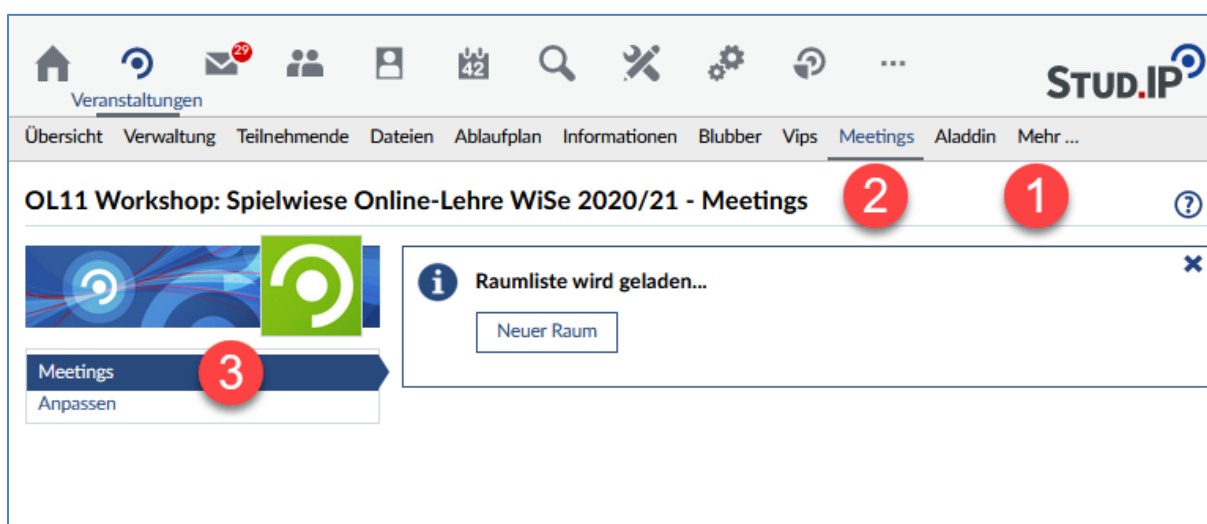 29
42
Veranstaltungen
STUD.IP
Übersicht Verwaltung Teilnehmende Dateien Ablaufplan Informationen Blubber Vips Meetings Aladdin Mehr ...
OL11 Workshop: Spielwiese Online-Lehre WiSe 2020/21 - Meetings
2
1
?
i
Raumliste wird geladen...
Neuer Raum
Meetings
3
Anpassen